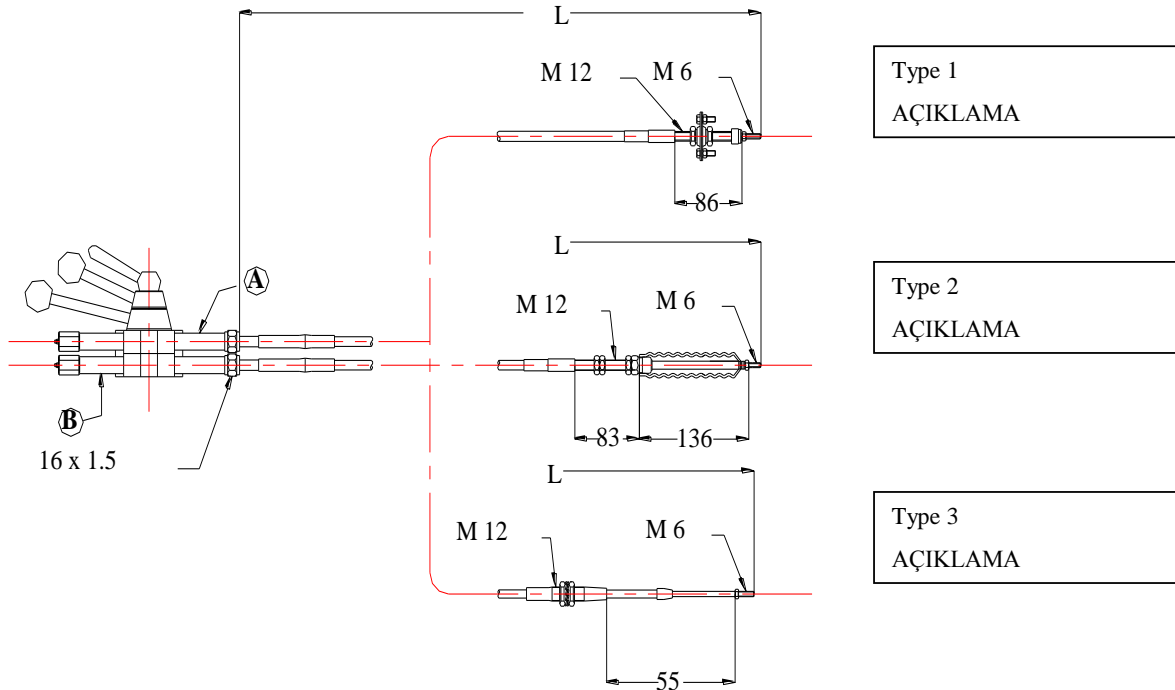 L
M 12
M 6
Type 1
AÇIKLAMA
86
L
A
M 12
M 6
Type 2
AÇIKLAMA
B
83
136
16 x 1.5
L
M 12
M 6
Type 3
AÇIKLAMA
55